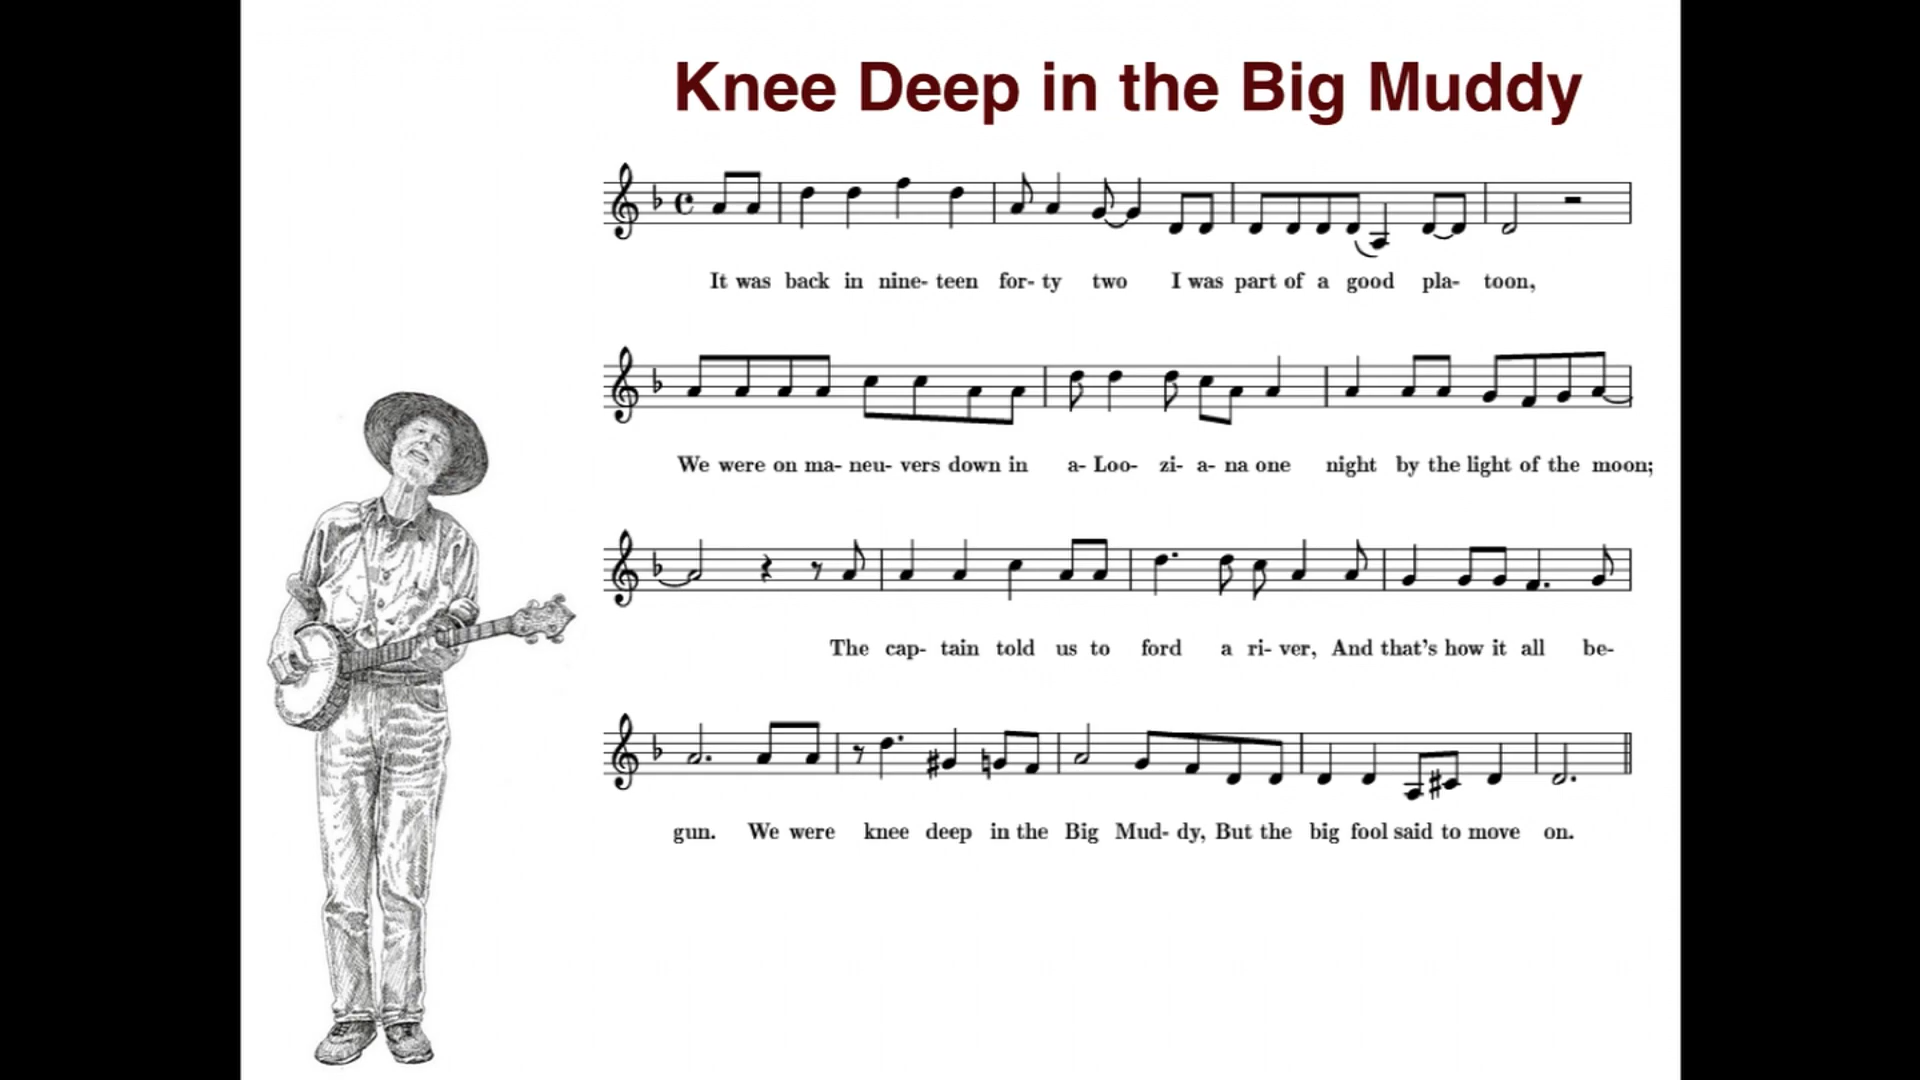 Knee Deep in the Big Muddy
It was back in nine- teen for- ty two I was part of a good pla- toon,
We were on ma- neu- vers down in a- Loo- zi- a- na one night by the light of the moon;
The cap- tain told us to ford a ri- ver, And that's how it all be-
gun. We were knee deep in the Big Mud- dy, But the big fool said to move on.